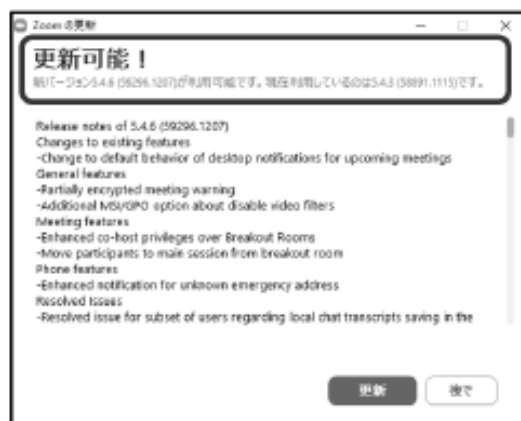 Zoom の更新
更新可能！
新バージョン5.4.6 (59296.1207)が利用可能です。現在利用しているのは5.4.3 (58891.1115)です。
Release notes of 5.4.6 (59296.1207)
Changes to existing features
-Change to default behavior of desktop notifications for upcoming meetings
General features
-Partially encrypted meeting warning
-Additional MSI/GPO option about disable video filters
Meeting features
-Enhanced co-host privileges over Breakout Rooms
-Move participants to main session from breakout room
Phone features
-Enhanced notification for unknown emergency address
Resolved Issues
-Resolved issue for subset of users regarding local chat transcripts saving in the
更新
後で